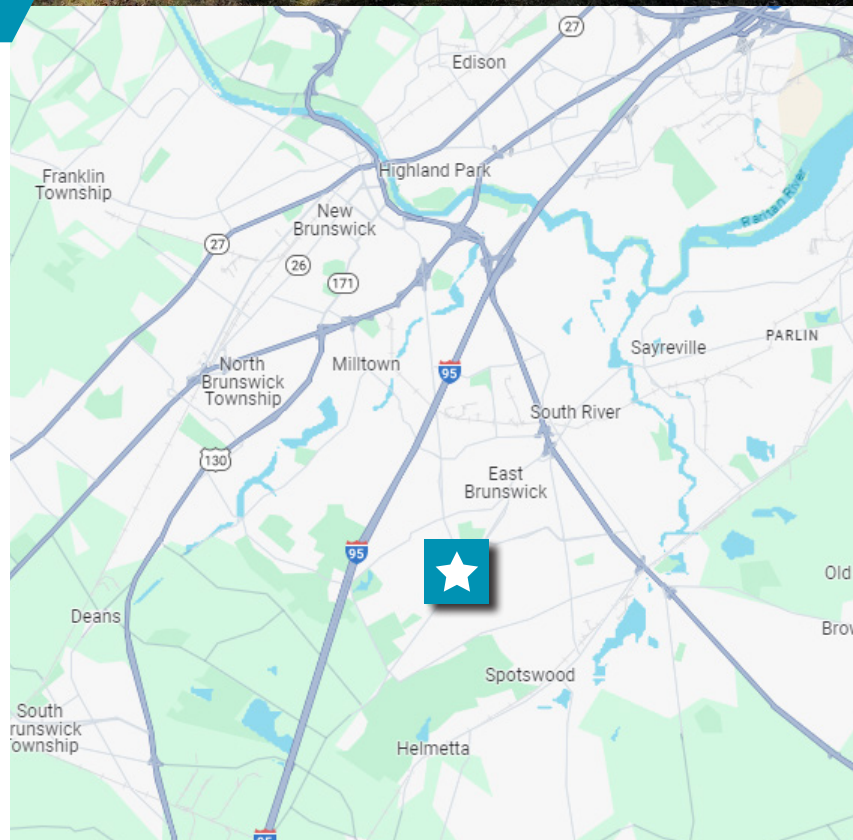 27
Edison
Highland Park
Franklin
Township
New
Brunswick
Raritan River
27
26
171
Sayreville
PARLIN
North
Brunswick
Township
Milltown
95
South River
130
East
Brunswick
95
Old
Deans
Brow
Spotswood
South
runswick
ownship
Helmetta
95